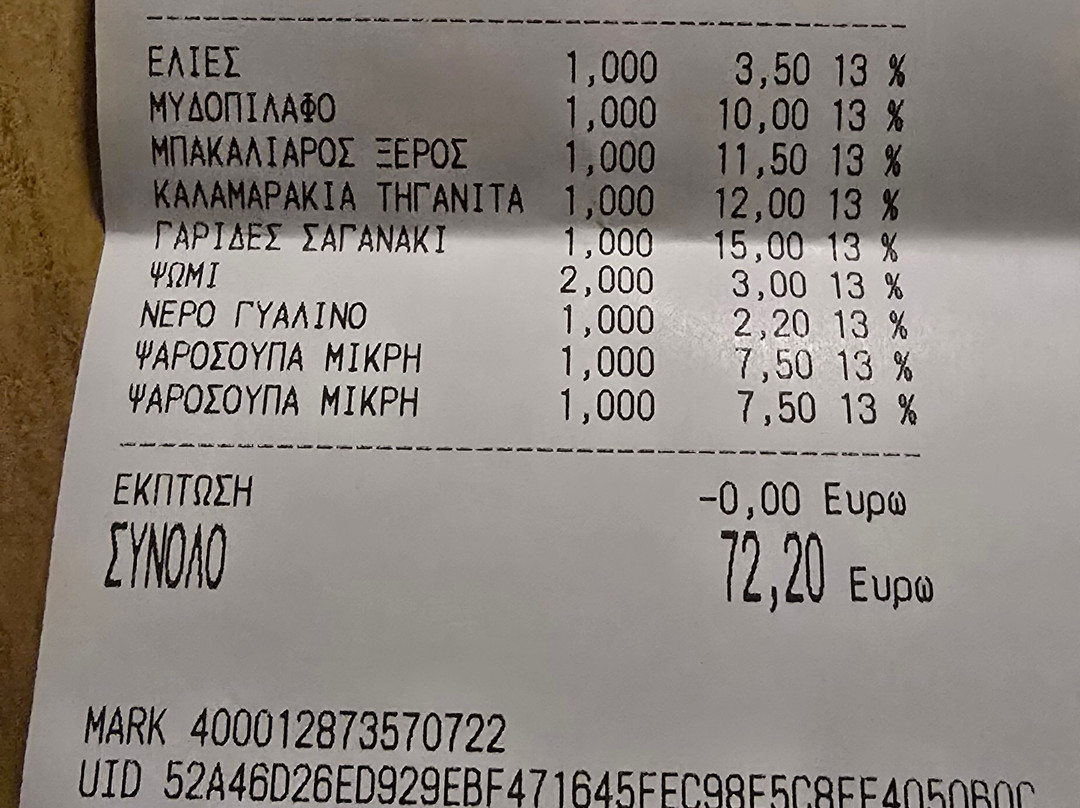 ΕΛΙΕΣ 1,000 3,50 13 %
ΜΥΔΟΠΙΛΑΦΟ 1,000 10,00 13 %
ΜΠΑΚΑΛΙΑΡΟΣ ΞΕΡΟΣ 1,000 11,50 13 %
ΚΑΛΑΜΑΡΑΚΙΑ ΤΗΓΑΝΙΤΑ 1,000 12,00 13 %
ΓΑΡΙΔΕΣ ΣΑΓΑΝΑΚΙ 1,000 15,00 13 %
ΨΩΜΙ 2,000 3,00 13 %
ΝΕΡΟ ΓΥΑΛΙΝΟ 1,000 2,20 13 %
ΨΑΡΟΣΟΥΠΑ ΜΙΚΡΗ 1,000 7,50 13 %
ΨΑΡΟΣΟΥΠΑ ΜΙΚΡΗ 1,000 7,50 13 %
ΕΚΠΤΩΣΗ -0,00 Ευρω
ΣΥΝΟΛΟ 72,20 Ευρω
MARK 400012873570722
UID